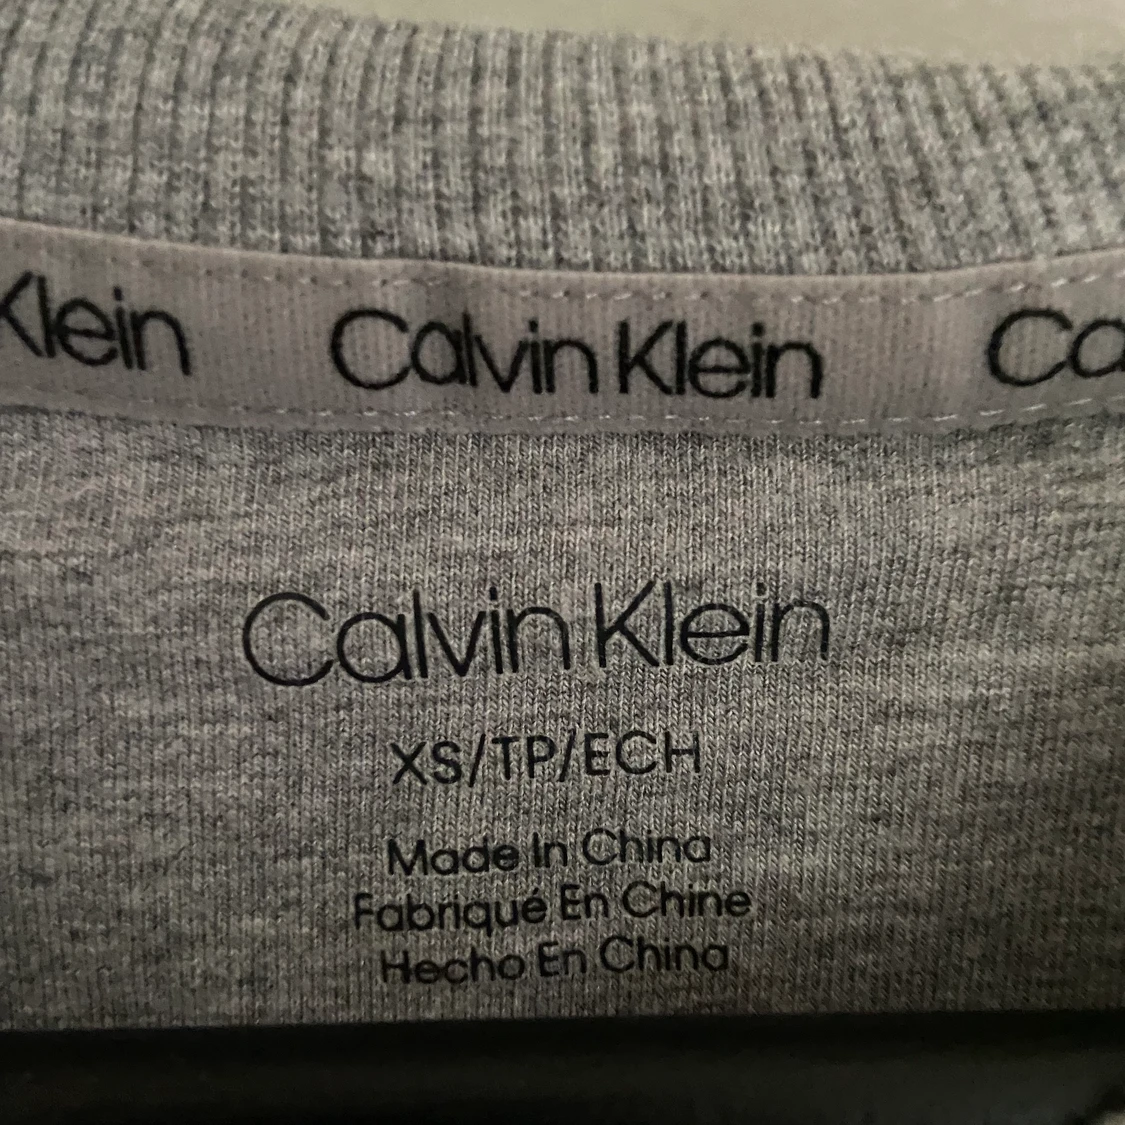 Klein Calvin Klein Ca
Calvin Klein
XS/TP/ECH
Made In China
Fabriqué En Chine
Hecho En China